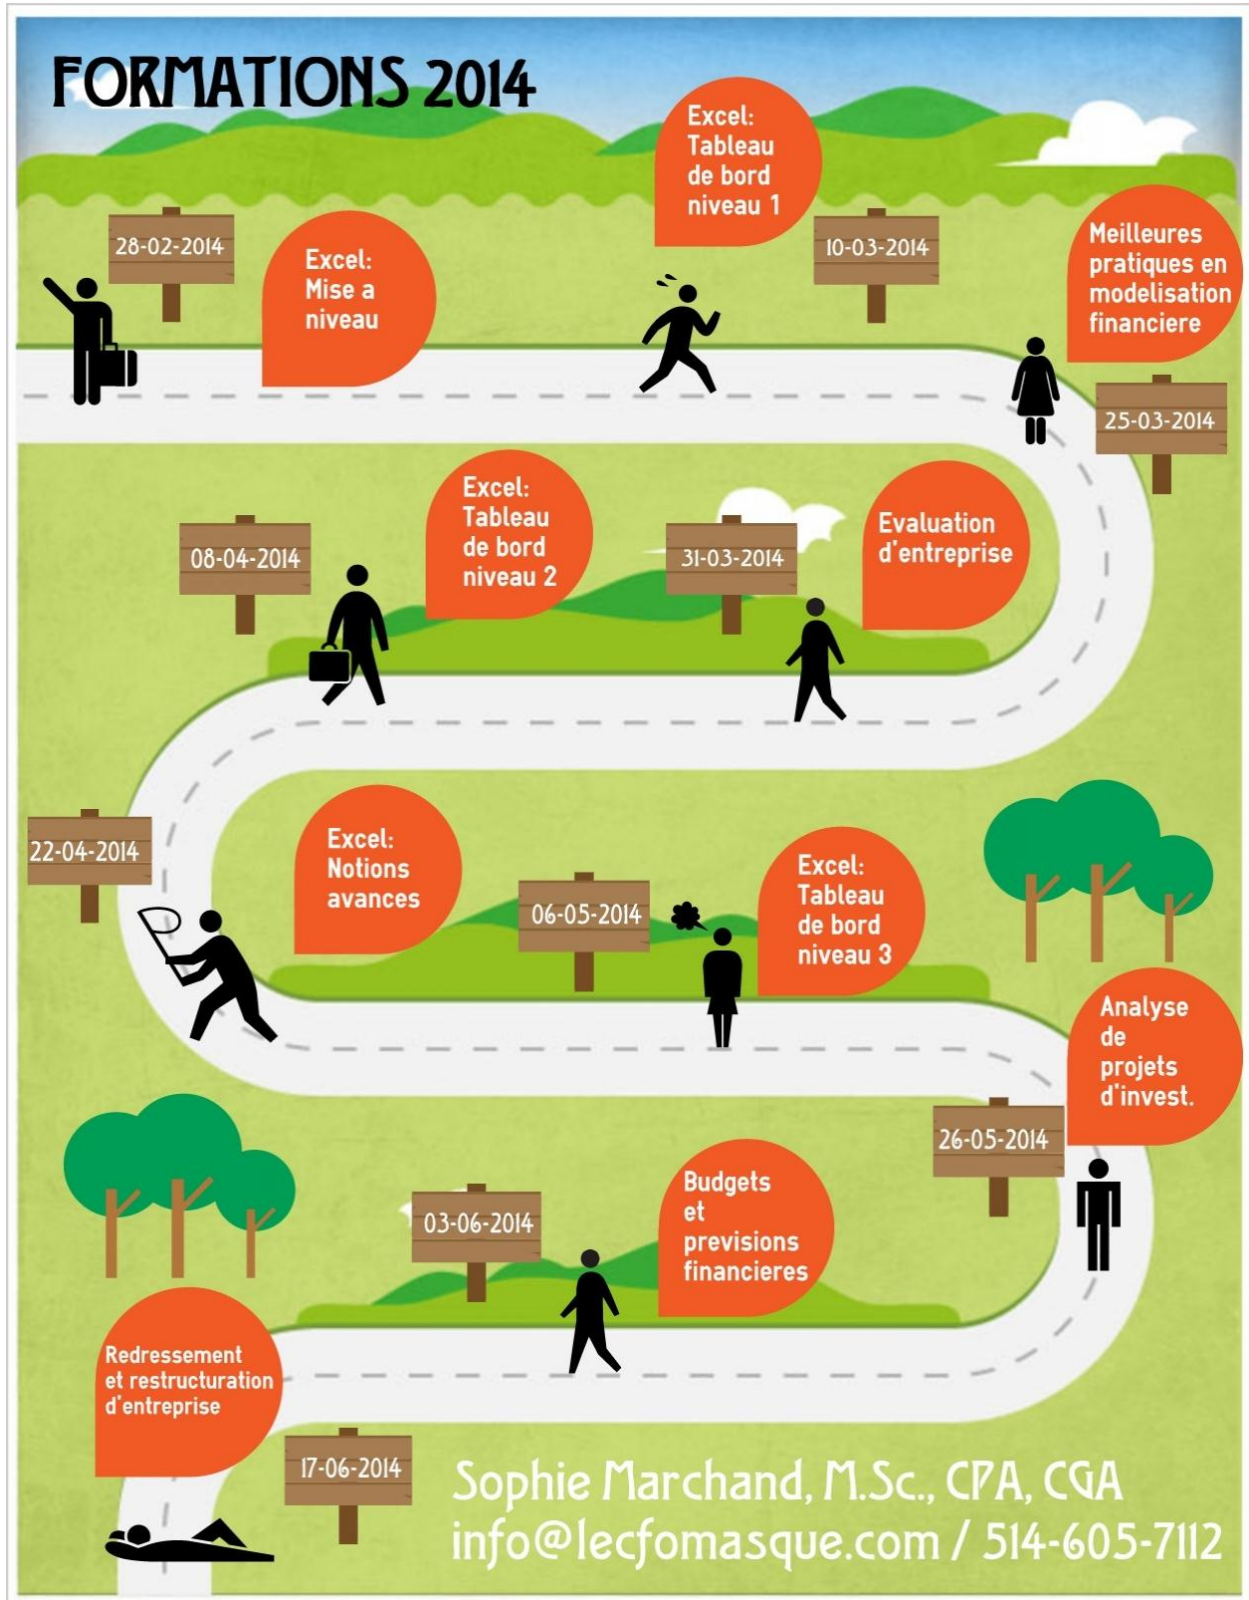 FORMATIONS 2014
28-02-2014
Excel:
Mise a
niveau
Excel:
Tableau
de bord
niveau 1
10-03-2014
Meilleures
pratiques en
modelisation
financiere
25-03-2014
Evaluation
d'entreprise
31-03-2014
Excel:
Tableau
de bord
niveau 2
08-04-2014
22-04-2014
Excel:
Notions
avances
06-05-2014
Excel:
Tableau
de bord
niveau 3
Analyse
de
projets
d'invest.
26-05-2014
Budgets
et
previsions
financieres
03-06-2014
Redressement
et restructuration
d'entreprise
17-06-2014
Sophie Marchand, M.Sc., CPA, CGA
info@lecfomasque.com / 514-605-7112